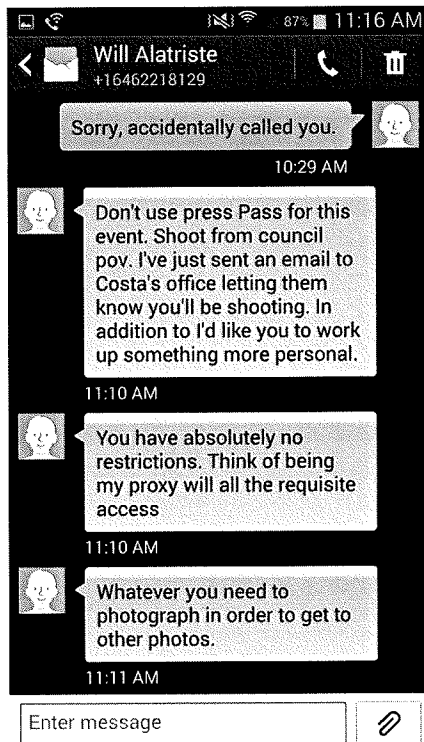 87% 11:16 AM
Will Alatriste
+16462218129
Sorry, accidentally called you.
10:29 AM
Don't use press Pass for this
event. Shoot from council
pov. I've just sent an email to
Costa's office letting them
know you'll be shooting. In
addition to I'd like you to work
up something more personal.
11:10 AM
You have absolutely no
restrictions. Think of being
my proxy will all the requisite
access
11:10 AM
Whatever you need to
photograph in order to get to
other photos.
11:11 AM
Enter message